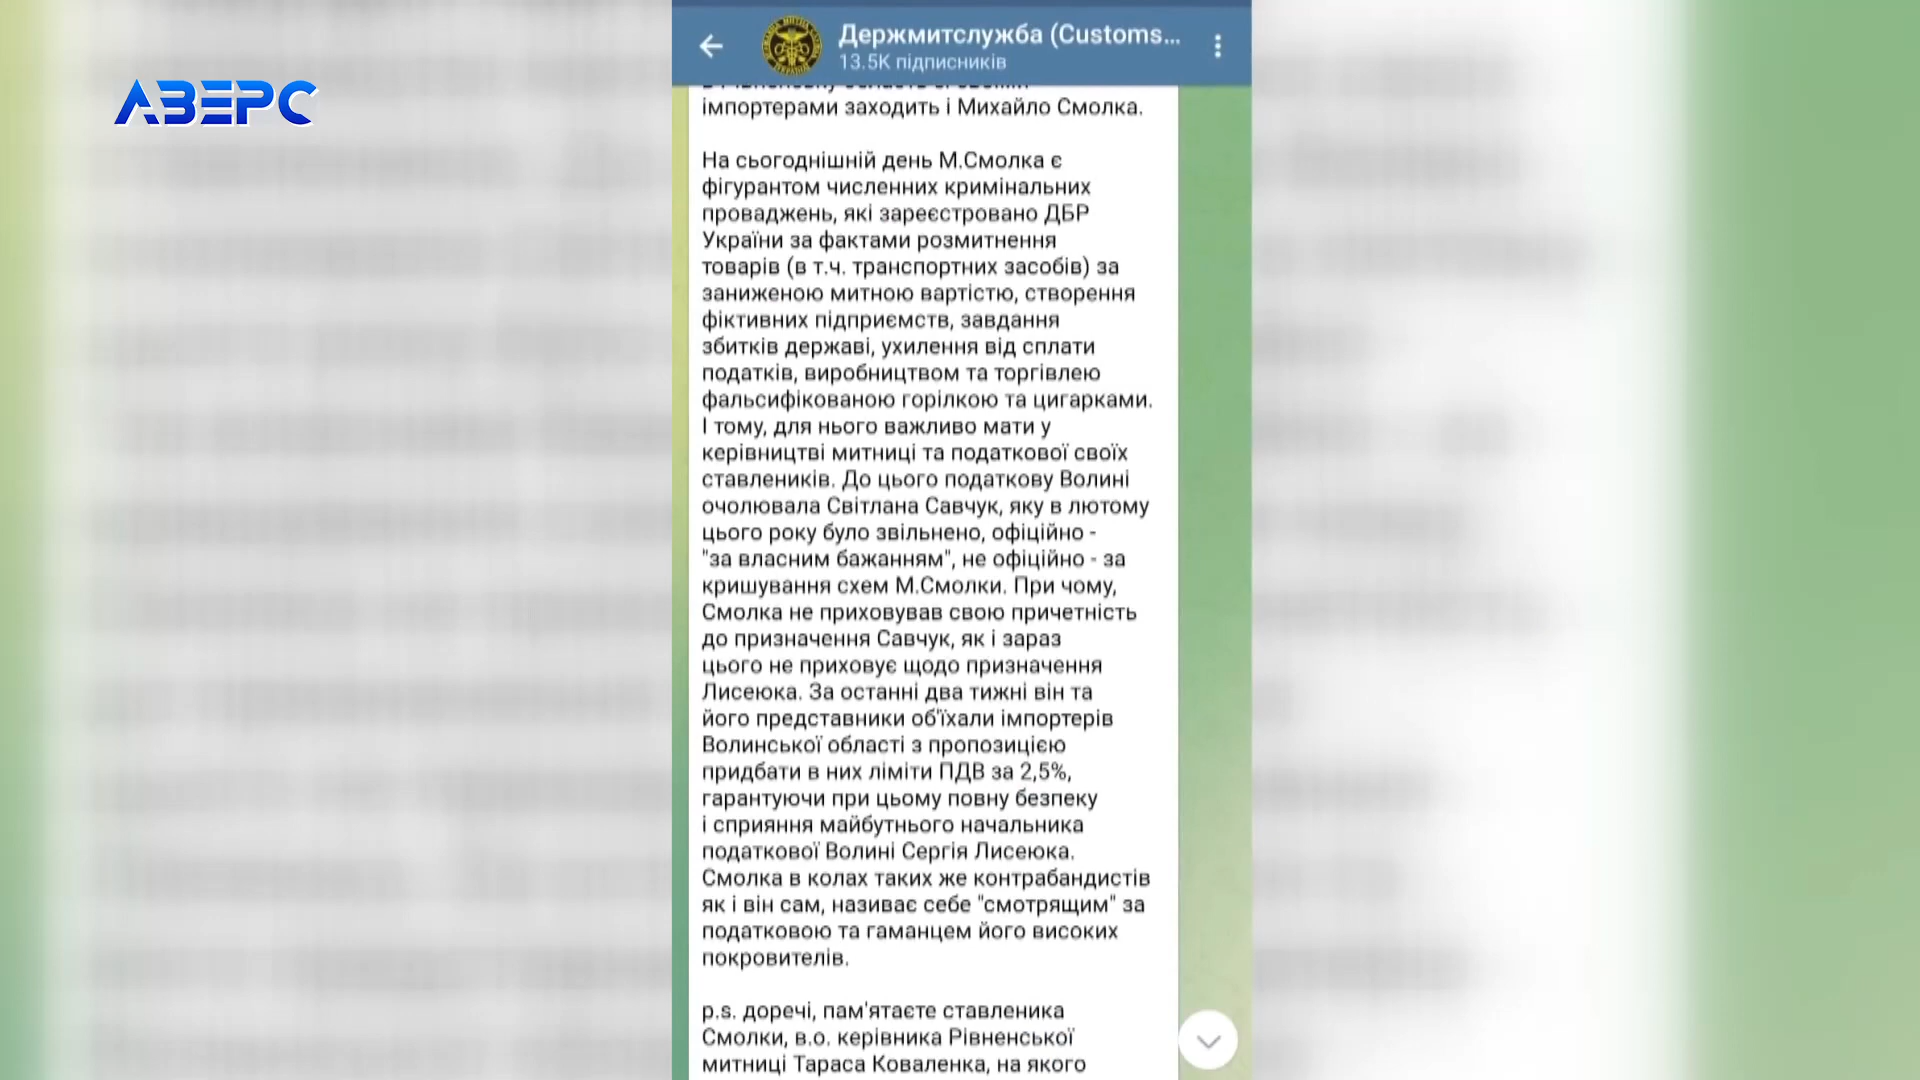 АВЕРС
Держмитслужба (Customs...
13.5K підписників
імпортерами заходить і Михайло Смолка.
На сьогоднішній день М.Смолка є
фігурантом численних кримінальних
проваджень, які зареєстровано ДБР
України за фактами розмитнення
товарів (в т.ч. транспортних засобів) за
заниженою митною вартістю, створення
фіктивних підприємств, завдання
збитків державі, ухилення від сплати
податків, виробництвом та торгівлею
фальсифікованою горілкою та цигарками.
І тому, для нього важливо мати у
керівництві митниці та податкової своїх
ставлеників. До цього податкову Волині
очолювала Світлана Савчук, яку в лютому
цього року було звільнено, офіційно -
"за власним бажанням", не офіційно - за
кришування схем М.Смолки. При чому,
Смолка не приховував свою причетність
до призначення Савчук, як і зараз
цього не приховує щодо призначення
Лисеюка. За останні два тижні він та
його представники об'їхали імпортерів
Волинської області з пропозицією
придбати в них ліміти ПДВ за 2,5%,
гарантуючи при цьому повну безпеку
і сприяння майбутнього начальника
податкової Волині Сергія Лисеюка.
Смолка в колах таких же контрабандистів
як і він сам, називає себе "смотрящим" за
податковою та гаманцем його високих
покровителів.
p.s. доречі, пам'ятаєте ставленика
Смолки, в.о. керівника Рівненської
митниці Тараса Коваленка, на якого